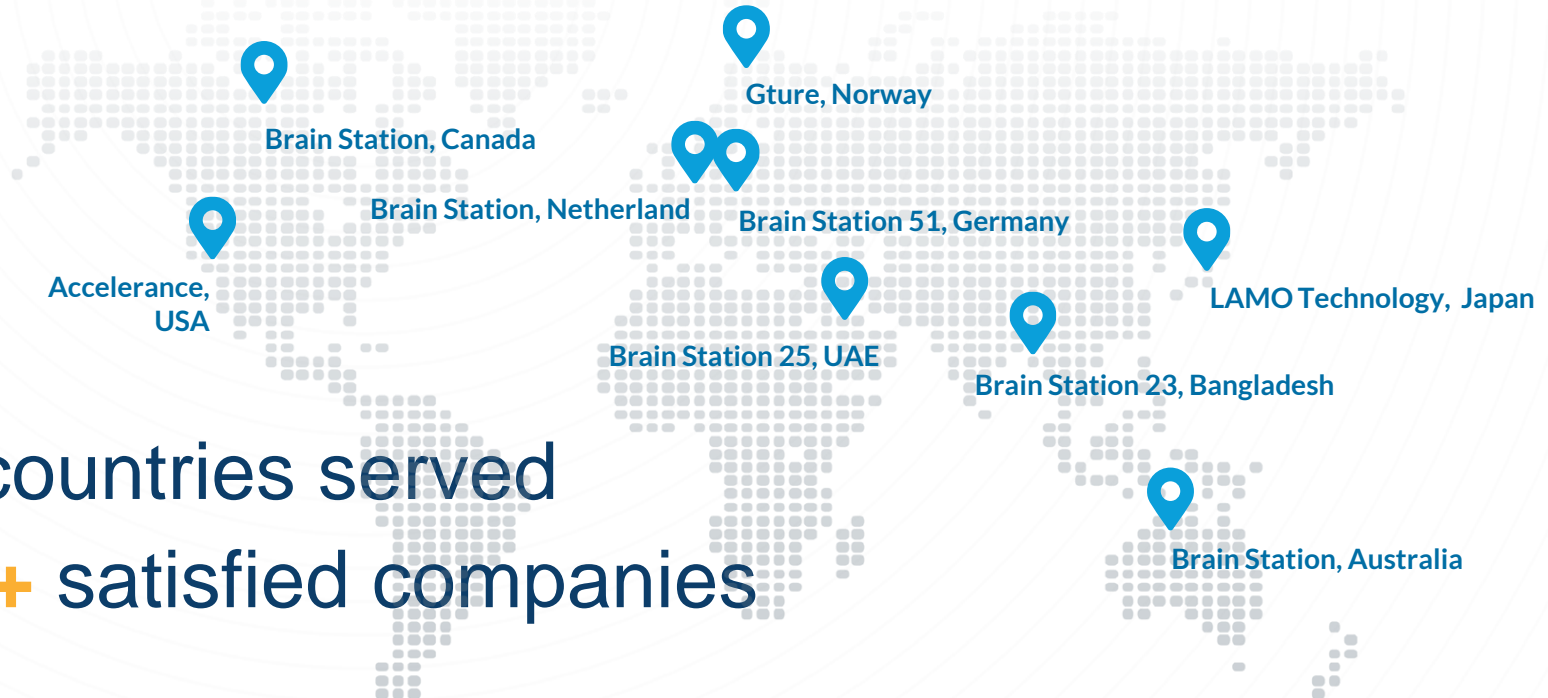 Gture, Norway
Brain Station, Canada
Brain Station, Netherland
Brain Station 51, Germany
Accelerance,
USA
LAMO Technology, Japan
Brain Station 25, UAE
Brain Station 23, Bangladesh
countries served
+ satisfied companies
Brain Station, Australia